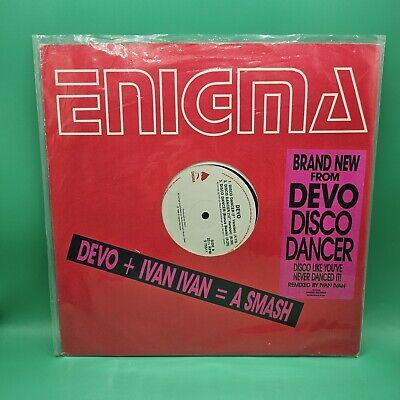 ENIGMA
BRAND NEW
FROM
DEVO
DISCO
DANCER
DISCO LIKE YOU'VE
NEVER DANCED IT!
REMIXED BY IVAN IVAN
DEVO
DEVO + IVAN IVAN = A SMASH